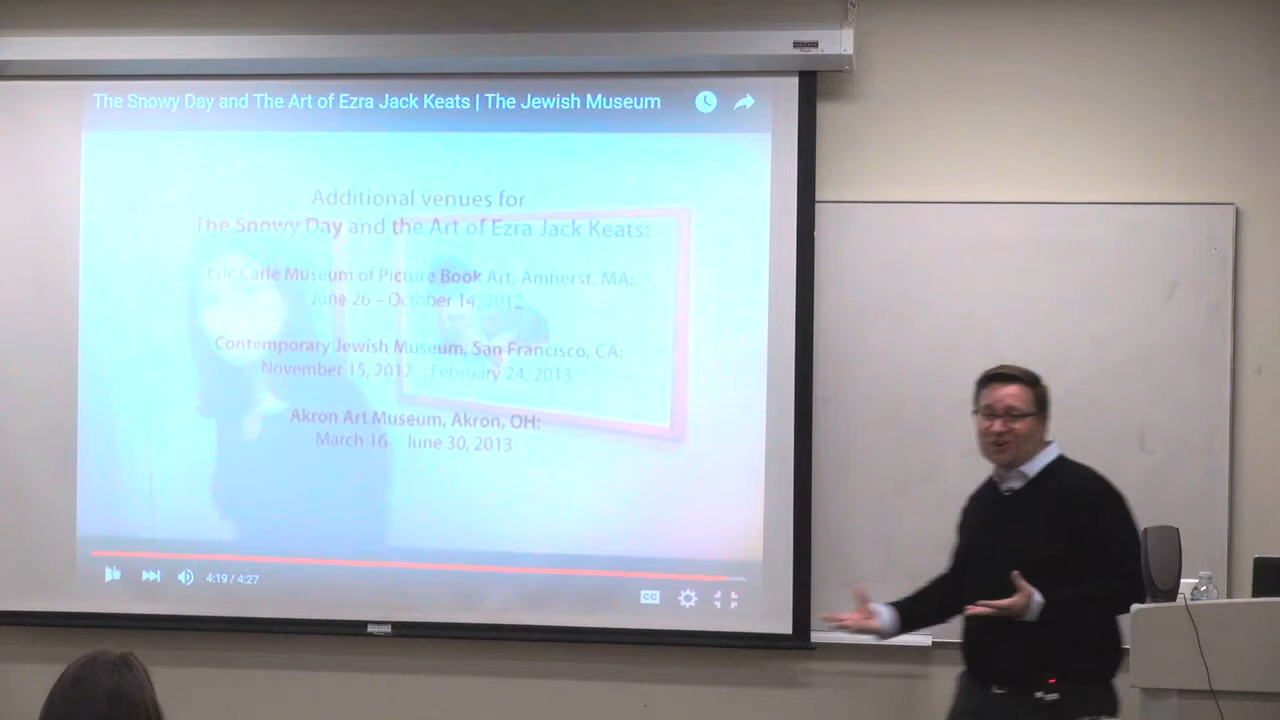 The Snowy Day and The Art of Ezra Jack Keats | The Jewish Museum
Additional venues for
The Snowy Day and the Art of Ezra Jack Keats:
Eric Carle Museum of Picture Book Art, Amherst, MA:
June 26 – October 14, 2012
Contemporary Jewish Museum, San Francisco, CA:
November 15, 2012 February 24, 2013
Akron Art Museum, Akron, OH:
March 16 June 30, 2013
4:19 / 4:27
CC